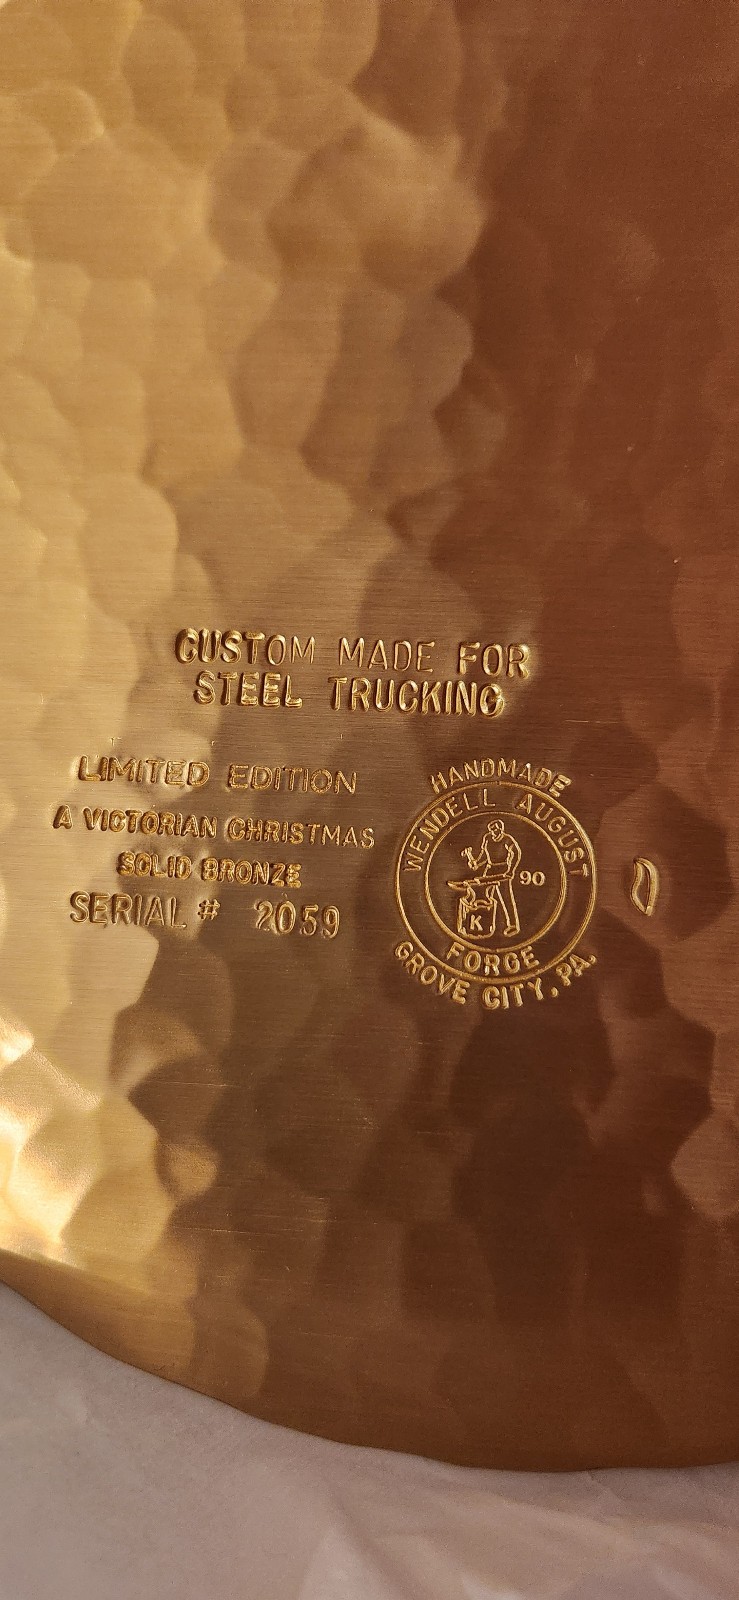 CUSTOM MADE FOR
STEEL TRUCKING
LIMITED EDITION
A VICTORIAN CHRISTMAS
SOLID BRONZE
SERIAL # 2059
HANDMADE
WENDELL AUGUST
90
K
FORGE
GROVE CITY, PA.